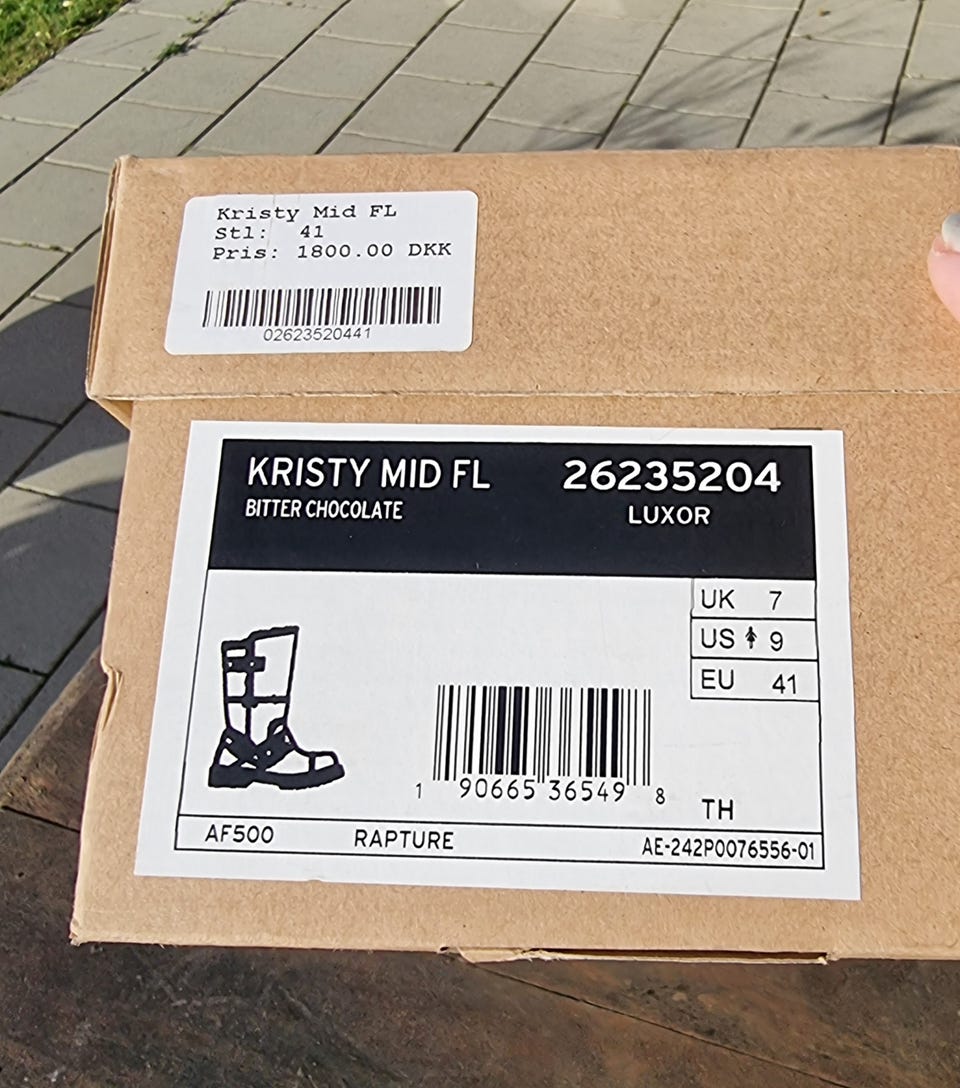 Kristy Mid FL
Stl: 41
Pris: 1800.00 DKK
02623520441
KRISTY MID FL 26235204
BITTER CHOCOLATE LUXOR
UK 7
US 9
EU 41
1 90665 36549 8
TH
AF500 RAPTURE AE-242P0076556-01